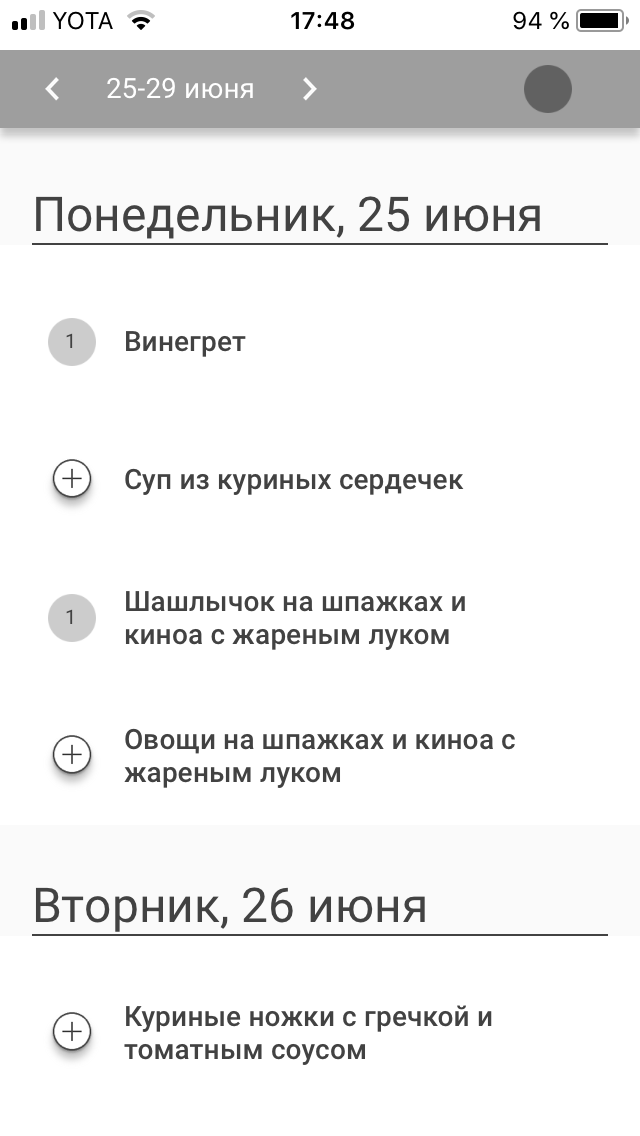 YOTA 17:48 94 %
25-29 июня
Понедельник, 25 июня
1 Винегрет
Суп из куриных сердечек
1 Шашлычок на шпажках и
киноа с жареным луком
Овощи на шпажках и киноа с
жареным луком
Вторник, 26 июня
Куриные ножки с гречкой и
томатным соусом